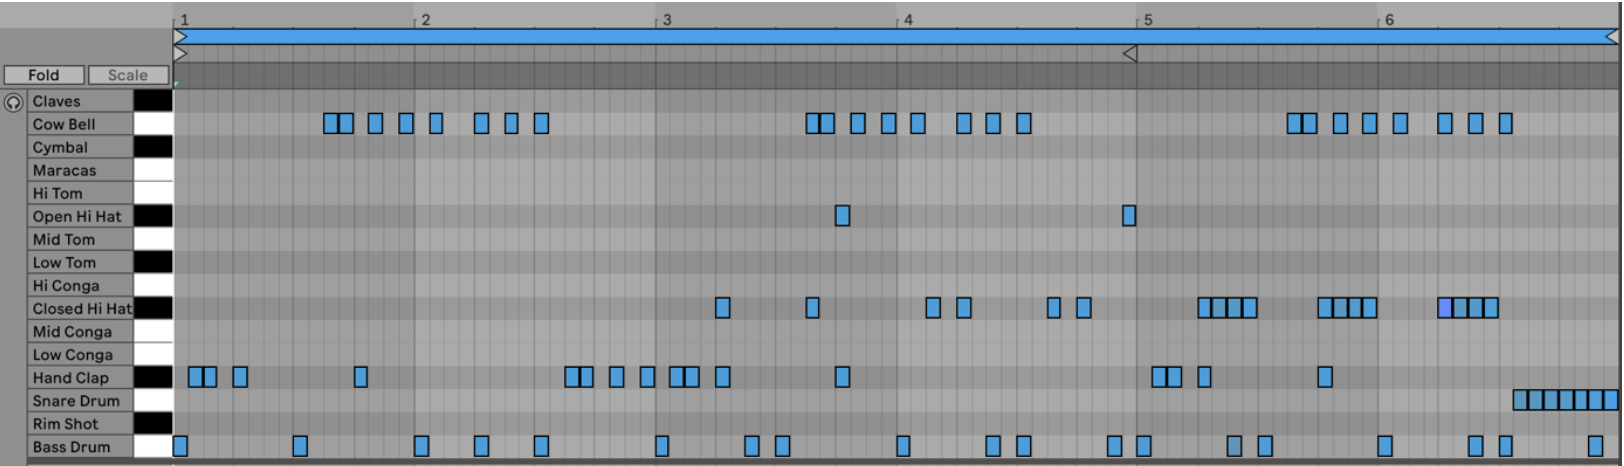 1 2 3 4 5 6
Fold Scale
Claves
Cow Bell
Cymbal
Maracas
Hi Tom
Open Hi Hat
Mid Tom
Low Tom
Hi Conga
Closed Hi Hat
Mid Conga
Low Conga
Hand Clap
Snare Drum
Rim Shot
Bass Drum